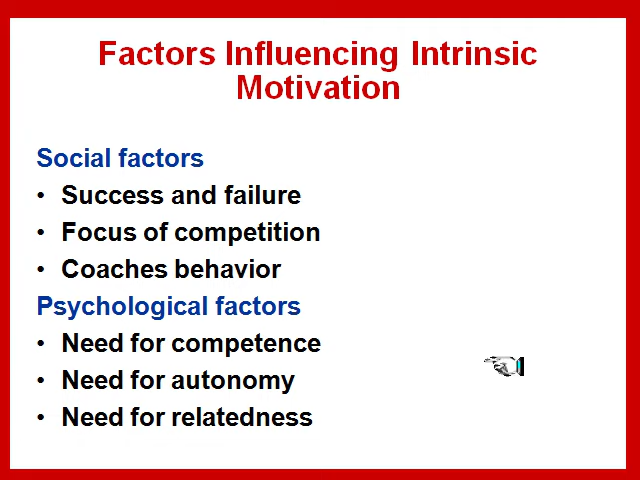 Factors Influencing Intrinsic
Motivation
Social factors
• Success and failure
• Focus of competition
• Coaches behavior
Psychological factors
• Need for competence
• Need for autonomy
• Need for relatedness